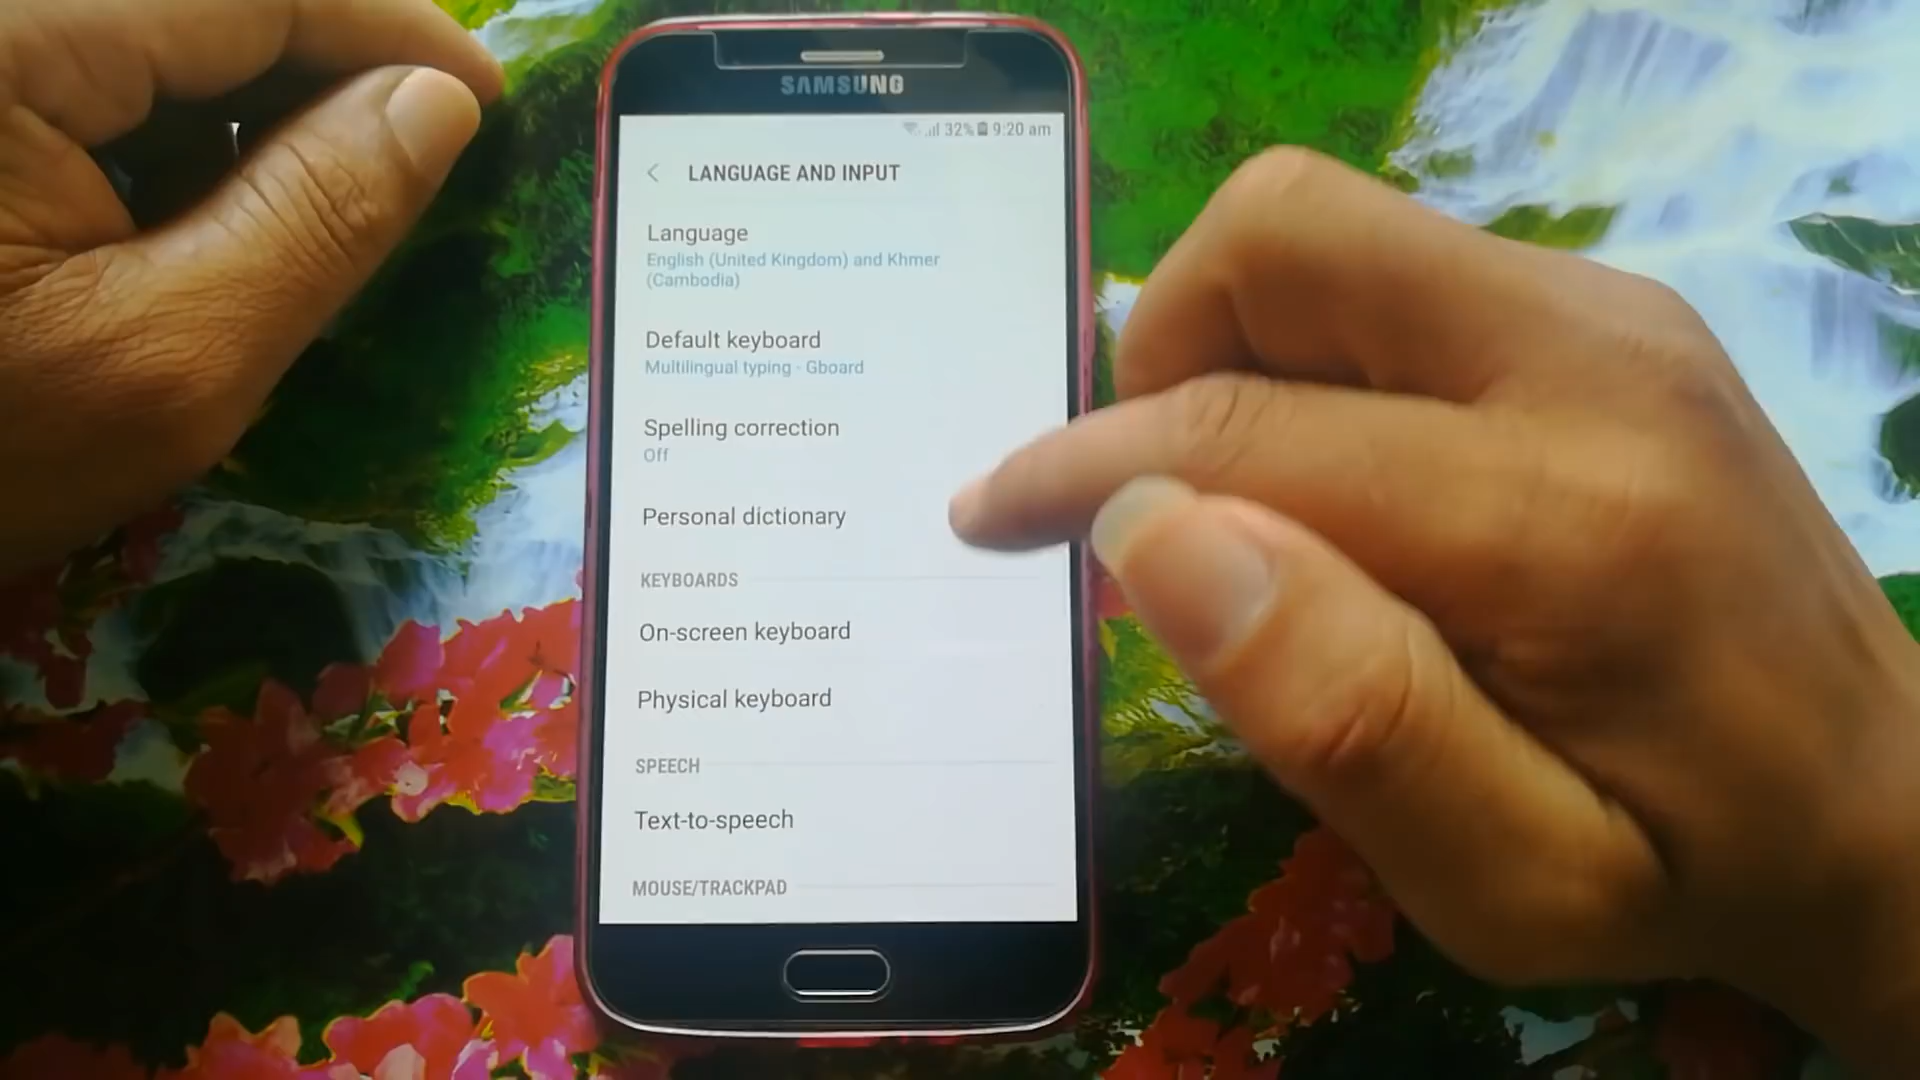 SAMSUNG
32% 9:20 am
LANGUAGE AND INPUT
Language
English (United Kingdom) and Khmer
(Cambodia)
Default keyboard
Multilingual typing - Gboard
Spelling correction
Off
Personal dictionary
KEYBOARDS
On-screen keyboard
Physical keyboard
SPEECH
Text-to-speech
MOUSE/TRACKPAD